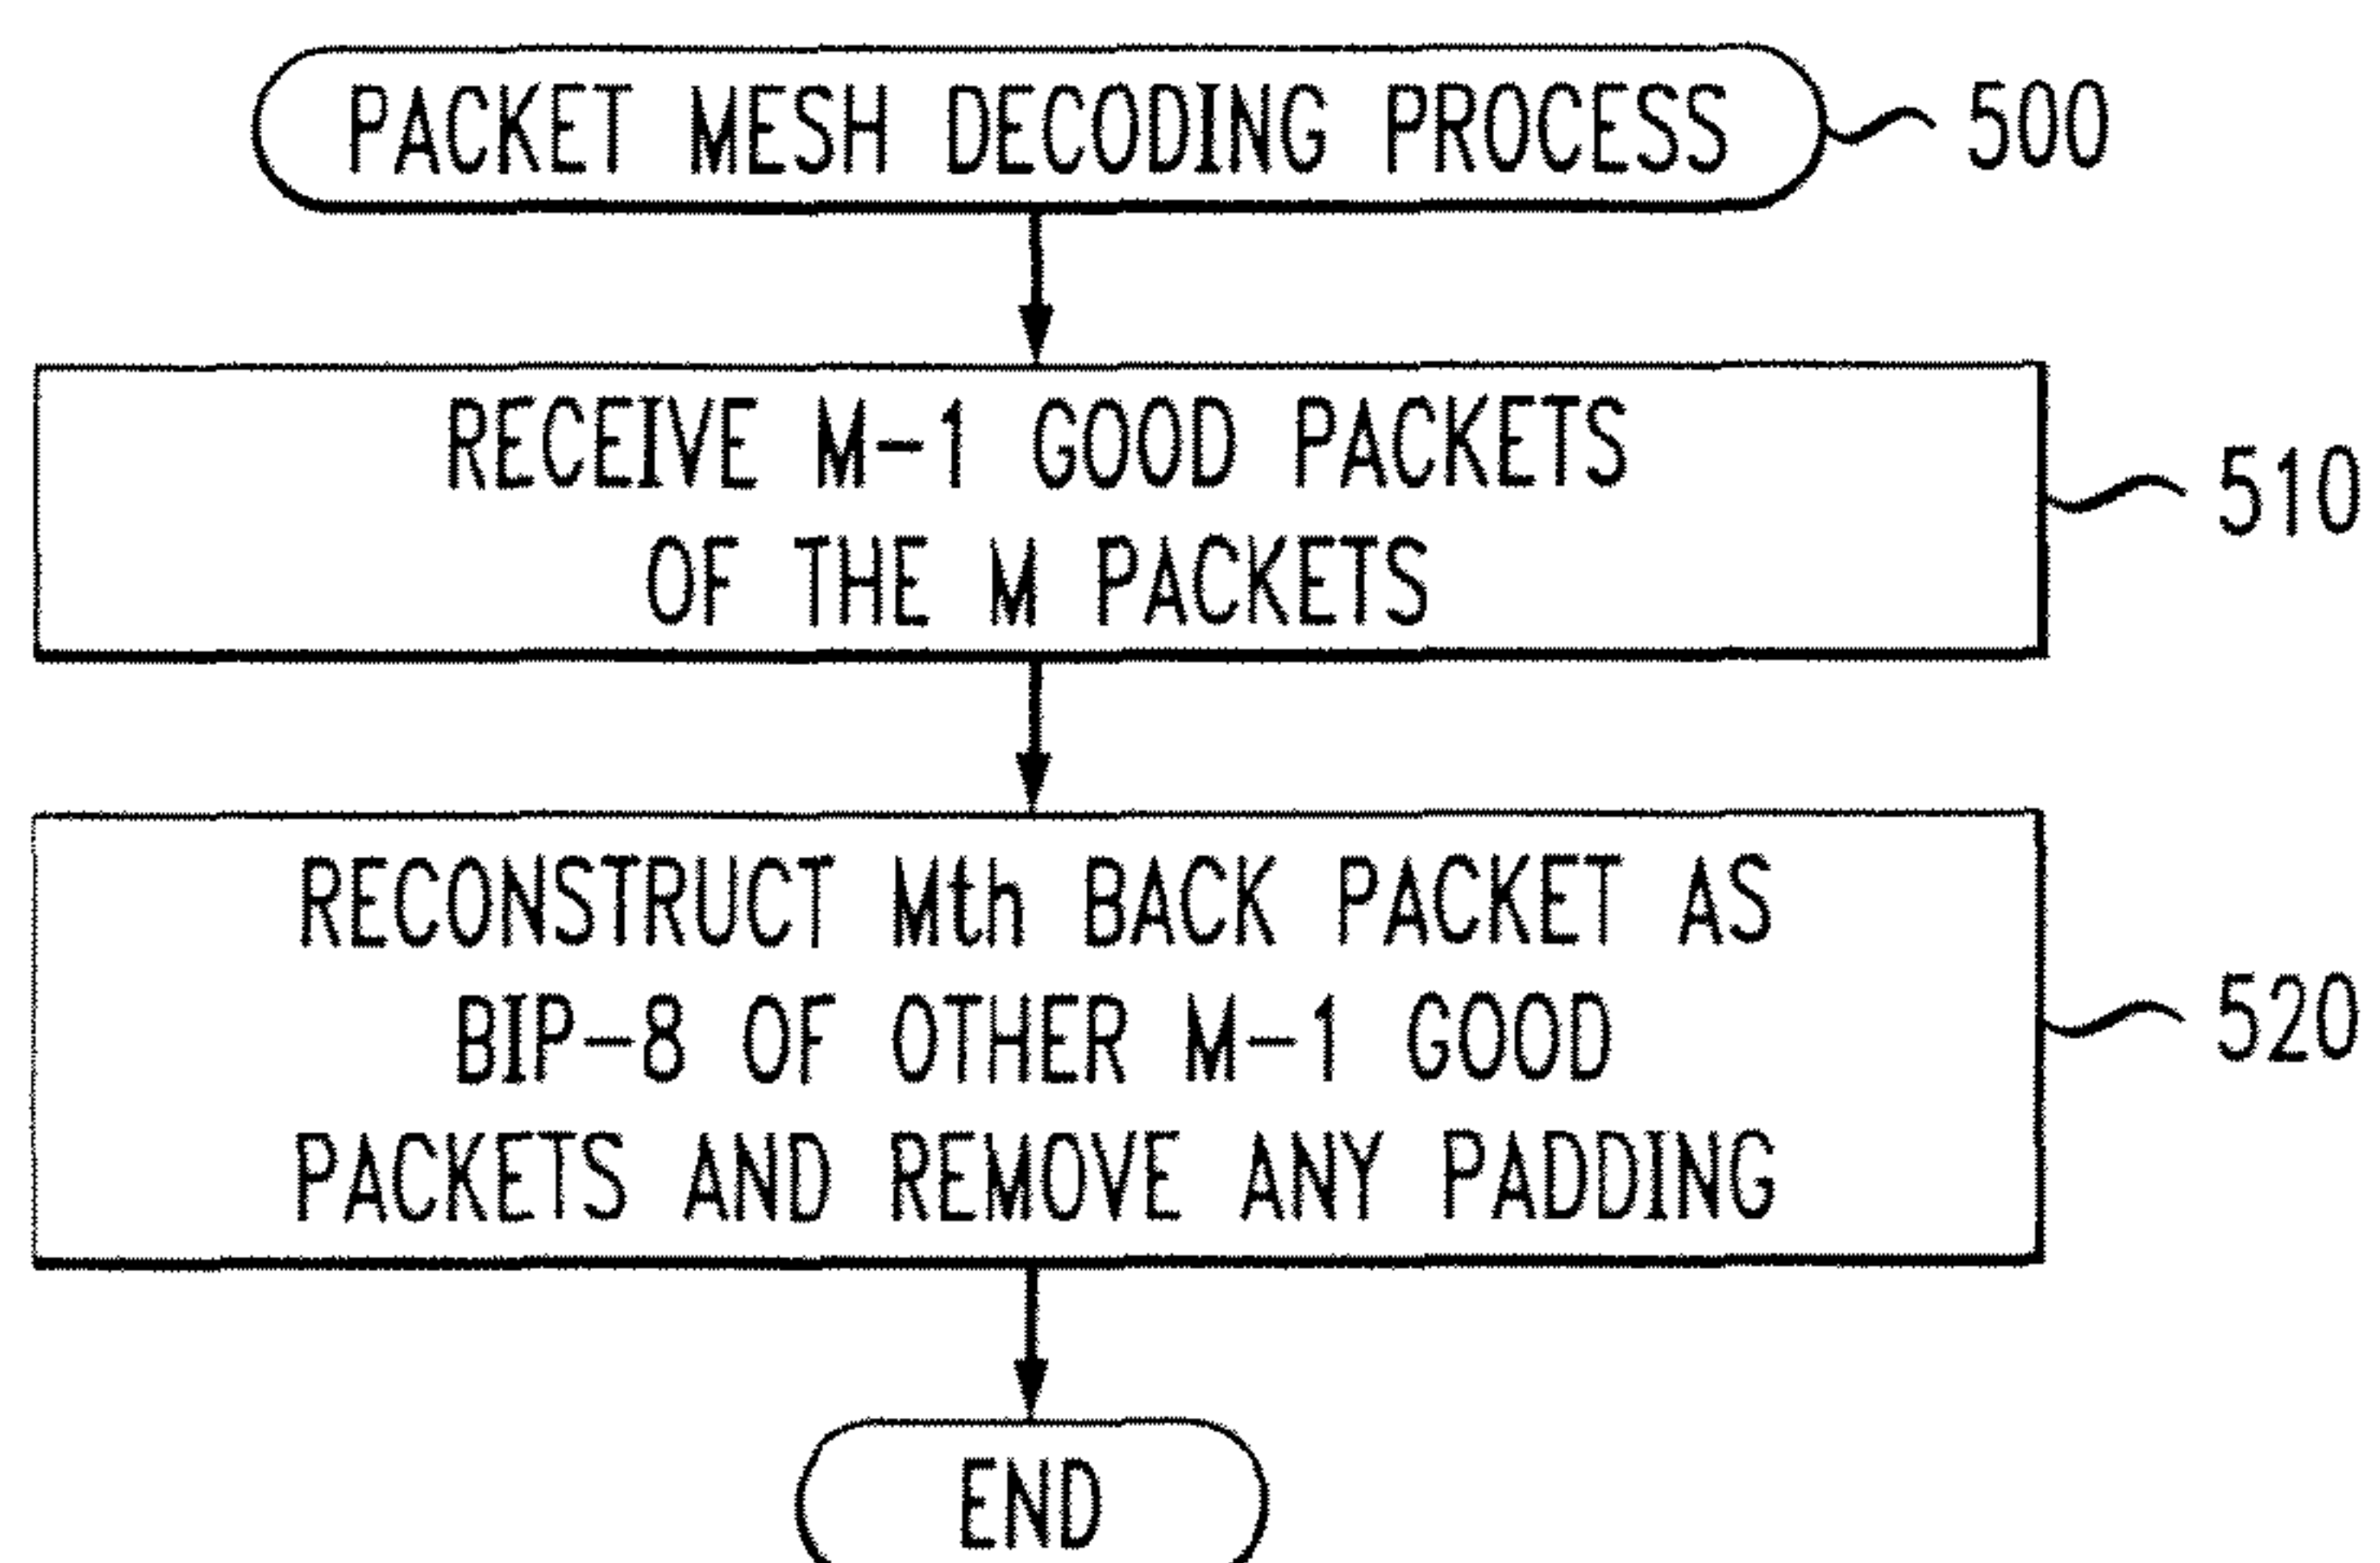 PACKET MESH DECODING PROCESS
500
RECEIVE M-1 GOOD PACKETS
OF THE M PACKETS
510
RECONSTRUCT Mth BACK PACKET AS
BIP-8 OF OTHER M-1 GOOD
PACKETS AND REMOVE ANY PADDING
520
END